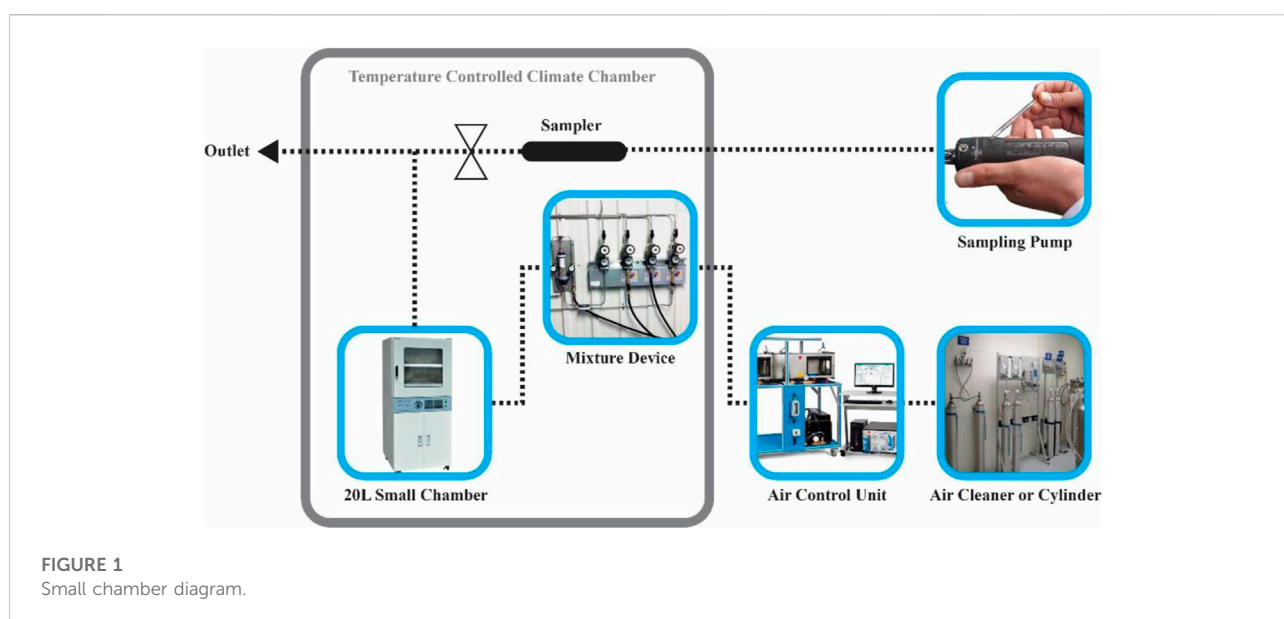 Temperature Controlled Climate Chamber
Sampler
Outlet
GASTEC
Sampling Pump
Mixture Device
20L Small Chamber
Air Control Unit
Air Cleaner or Cylinder
FIGURE 1
Small chamber diagram.